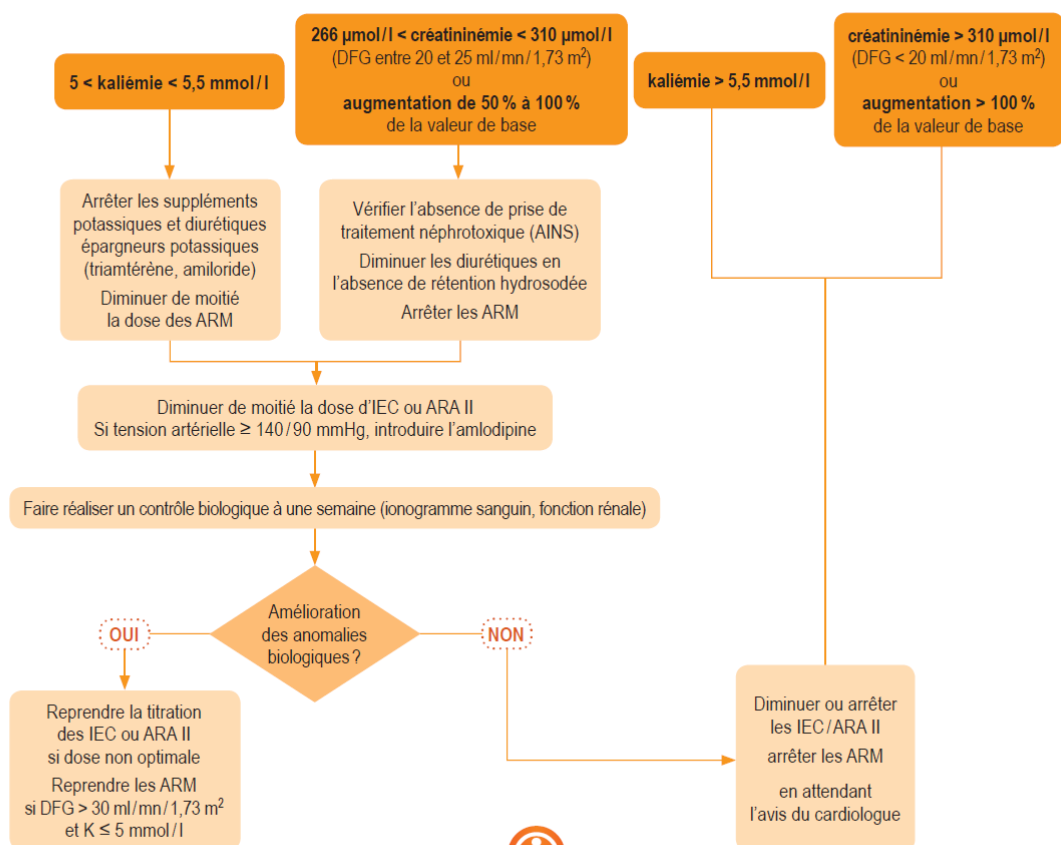 5 < kaliémie < 5,5 mmol/l
266 µmol/l < créatininémie < 310 µmol/l
(DFG entre 20 et 25 ml/mn/1,73 m²)
ou
augmentation de 50 % à 100 %
de la valeur de base
kaliémie > 5,5 mmol/l
créatininémie > 310 µmol/l
(DFG < 20 ml/mn/1,73 m²)
ou
augmentation > 100 %
de la valeur de base
Arrêter les suppléments
potassiques et diurétiques
épargneurs potassiques
(triamtérène, amiloride)
Diminuer de moitié
la dose des ARM
Vérifier l’absence de prise de
traitement néphrotoxique (AINS)
Diminuer les diurétiques en
l’absence de rétention hydrosodée
Arrêter les ARM
Diminuer de moitié la dose d’IEC ou ARA II
Si tension artérielle ≥ 140/90 mmHg, introduire l’amlodipine
Faire réaliser un contrôle biologique à une semaine (ionogramme sanguin, fonction rénale)
Amélioration
des anomalies
biologiques ?
OUI
NON
Reprendre la titration
des IEC ou ARA II
si dose non optimale
Reprendre les ARM
si DFG > 30 ml/mn/1,73 m²
et K ≤ 5 mmol/l
Diminuer ou arrêter
les IEC/ARA II
arrêter les ARM
en attendant
l’avis du cardiologue